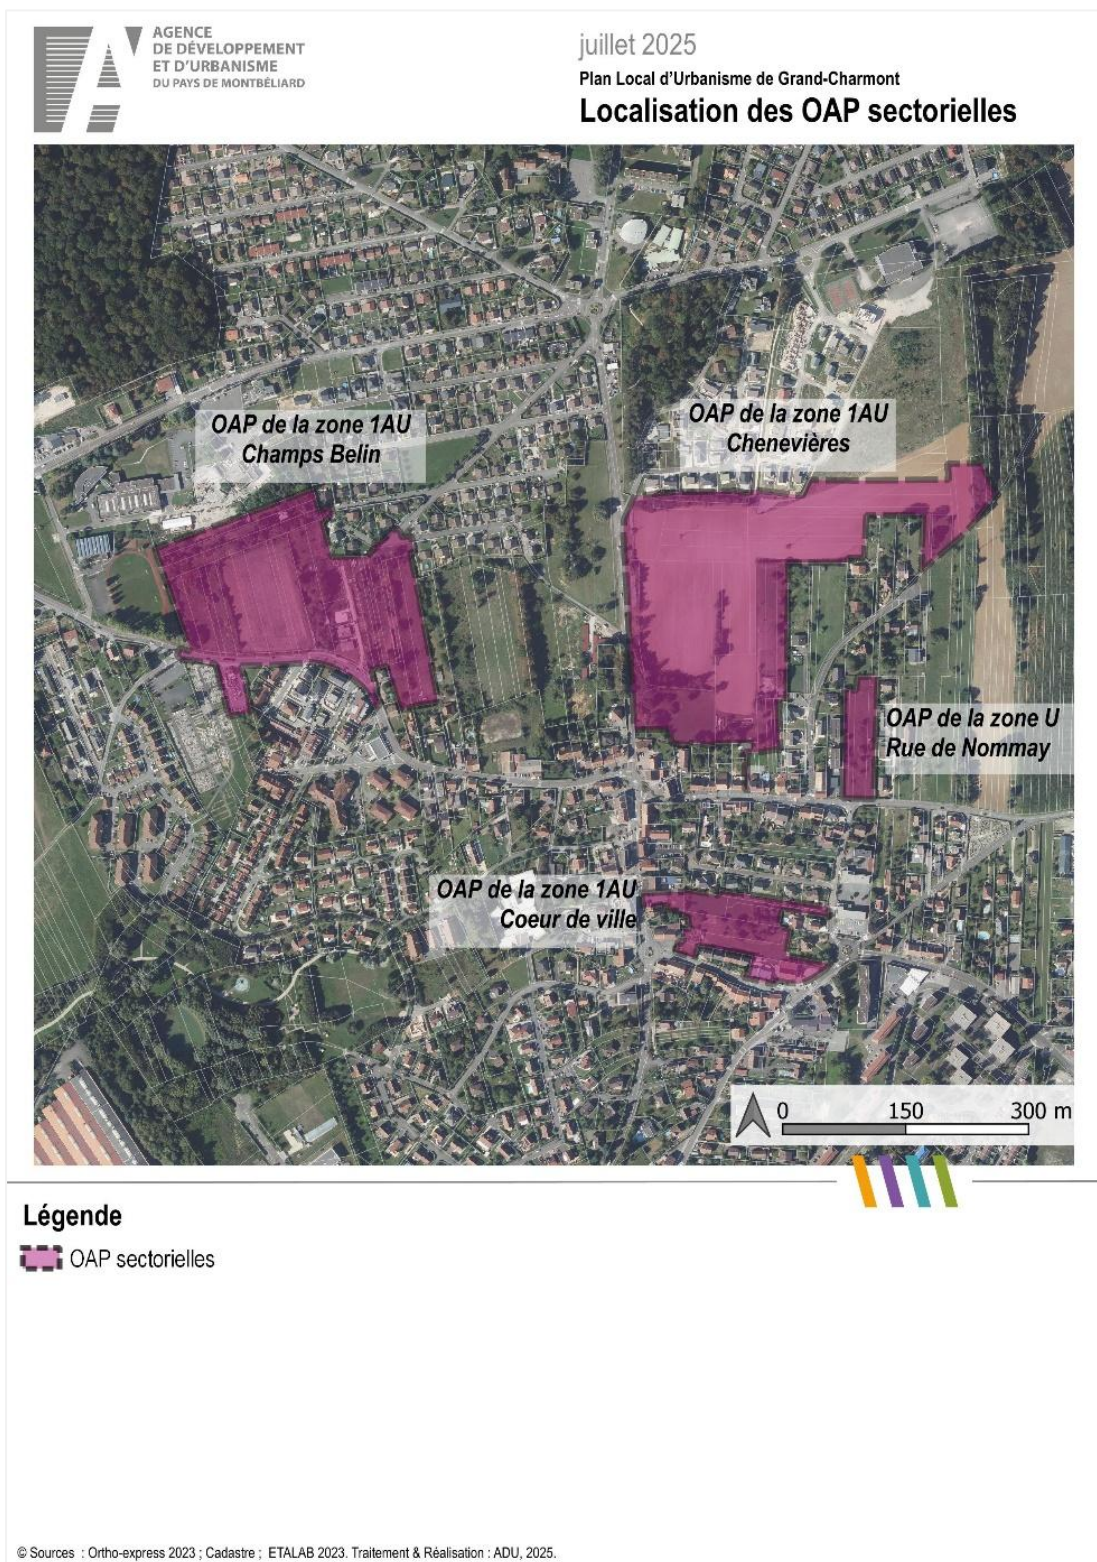 AGENCE
DE DÉVELOPPEMENT
ET D'URBANISME
DU PAYS DE MONTBÉLIARD
juillet 2025
Plan Local d'Urbanisme de Grand-Charmont
Localisation des OAP sectorielles
OAP de la zone 1AU
Champs Belin
OAP de la zone 1AU
Chenevières
OAP de la zone U
Rue de Nommay
OAP de la zone 1AU
Coeur de ville
0 150 300 m
Légende
OAP sectorielles
© Sources : Ortho-express 2023 ; Cadastre ; ETALAB 2023. Traitement & Réalisation : ADU, 2025.